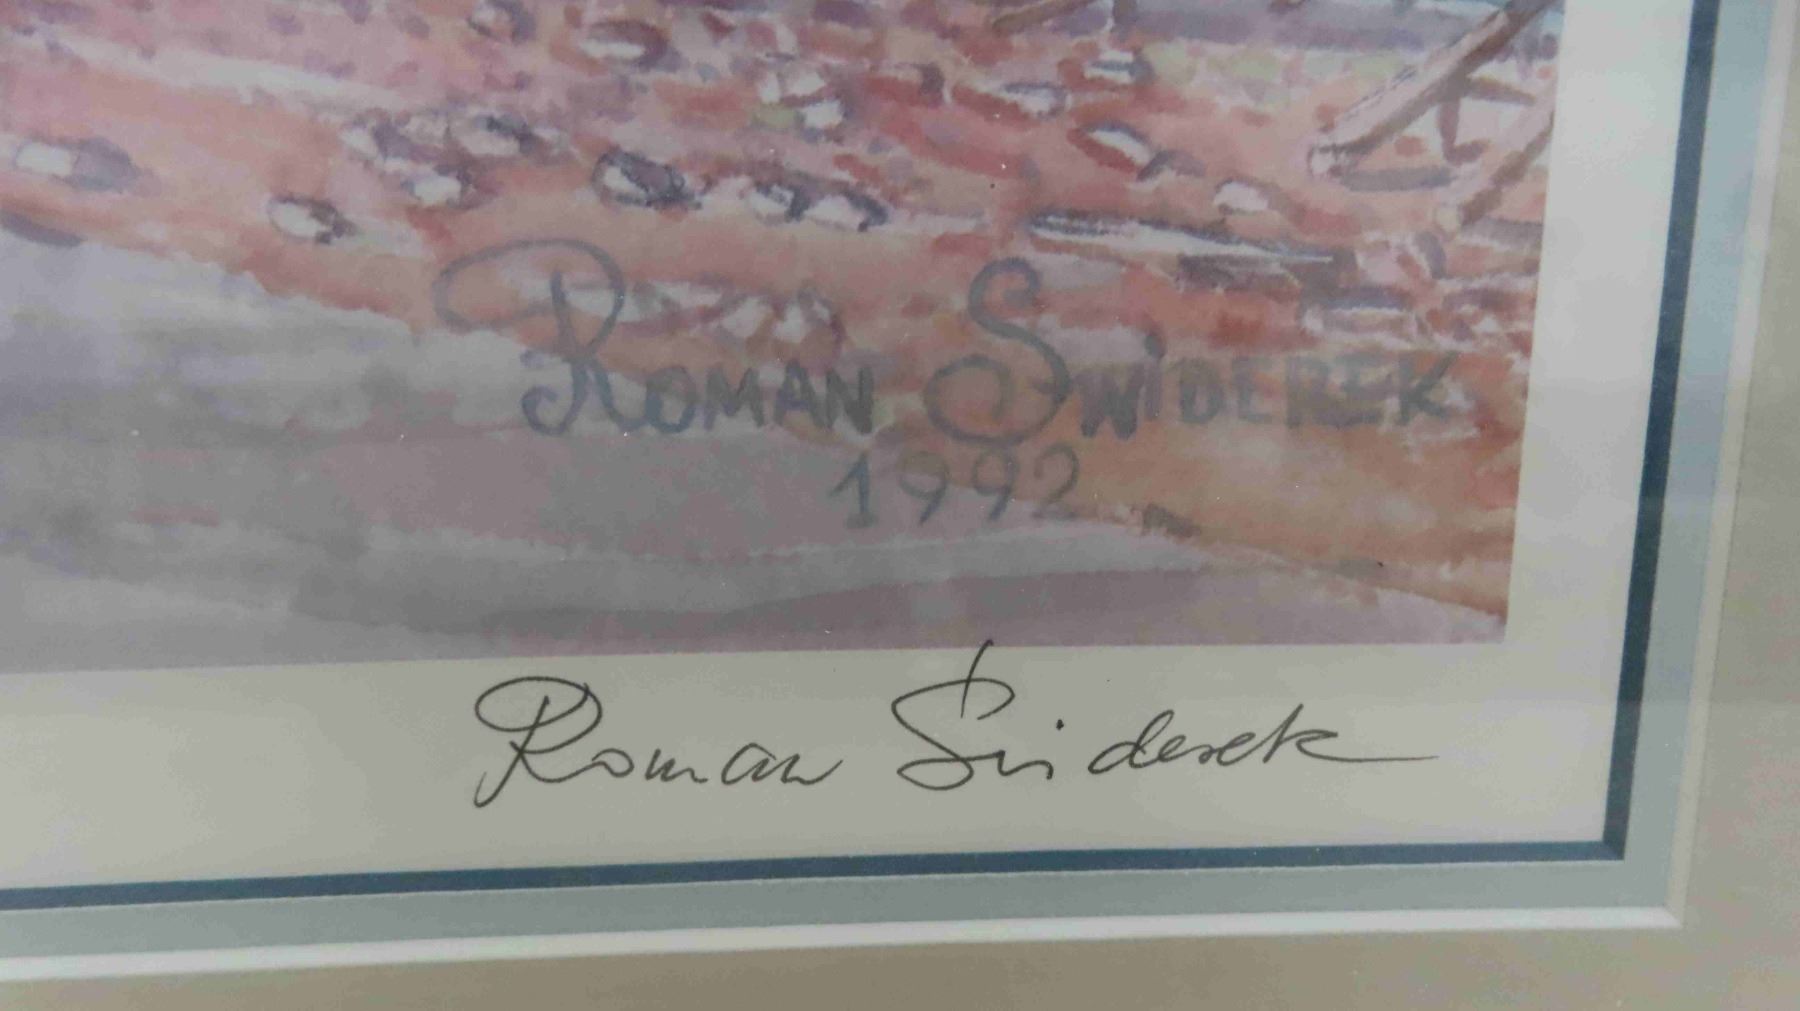 ROMAN SWIDEREK
1992
Roman Swiderek